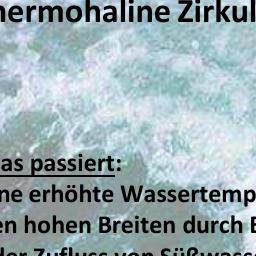 hermohaline Zirkul
as passiert:
ne erhöhte Wassertemp
en hohen Breiten durch E
der Zufluss von Süßwasse